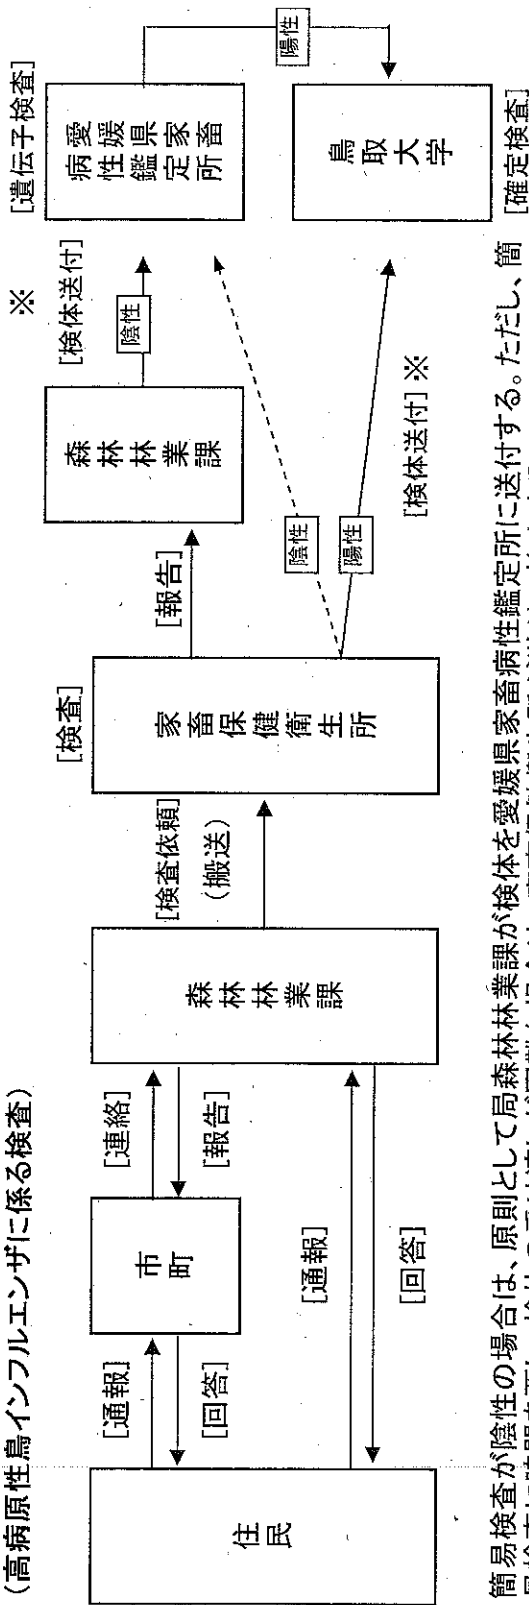 (高病原性鳥インフルエンザに係る検査)
住民
[通報]
[回答]
市町
[連絡]
[報告]
[通報]
[回答]
森林林業課
[検査依頼]
(搬送)
[検査]
家畜保健衛生所
[報告]
森林林業課
※
[検体送付]
陰性
陰性
陽性
[検体送付]※
[遺伝子検査]
愛媛県家畜
病性鑑定所
陽性
鳥取大学
[確定検査]
簡易検査が陰性の場合は、原則として局森林林業課が検体を愛媛県家畜病性鑑定所に送付する。ただし、簡